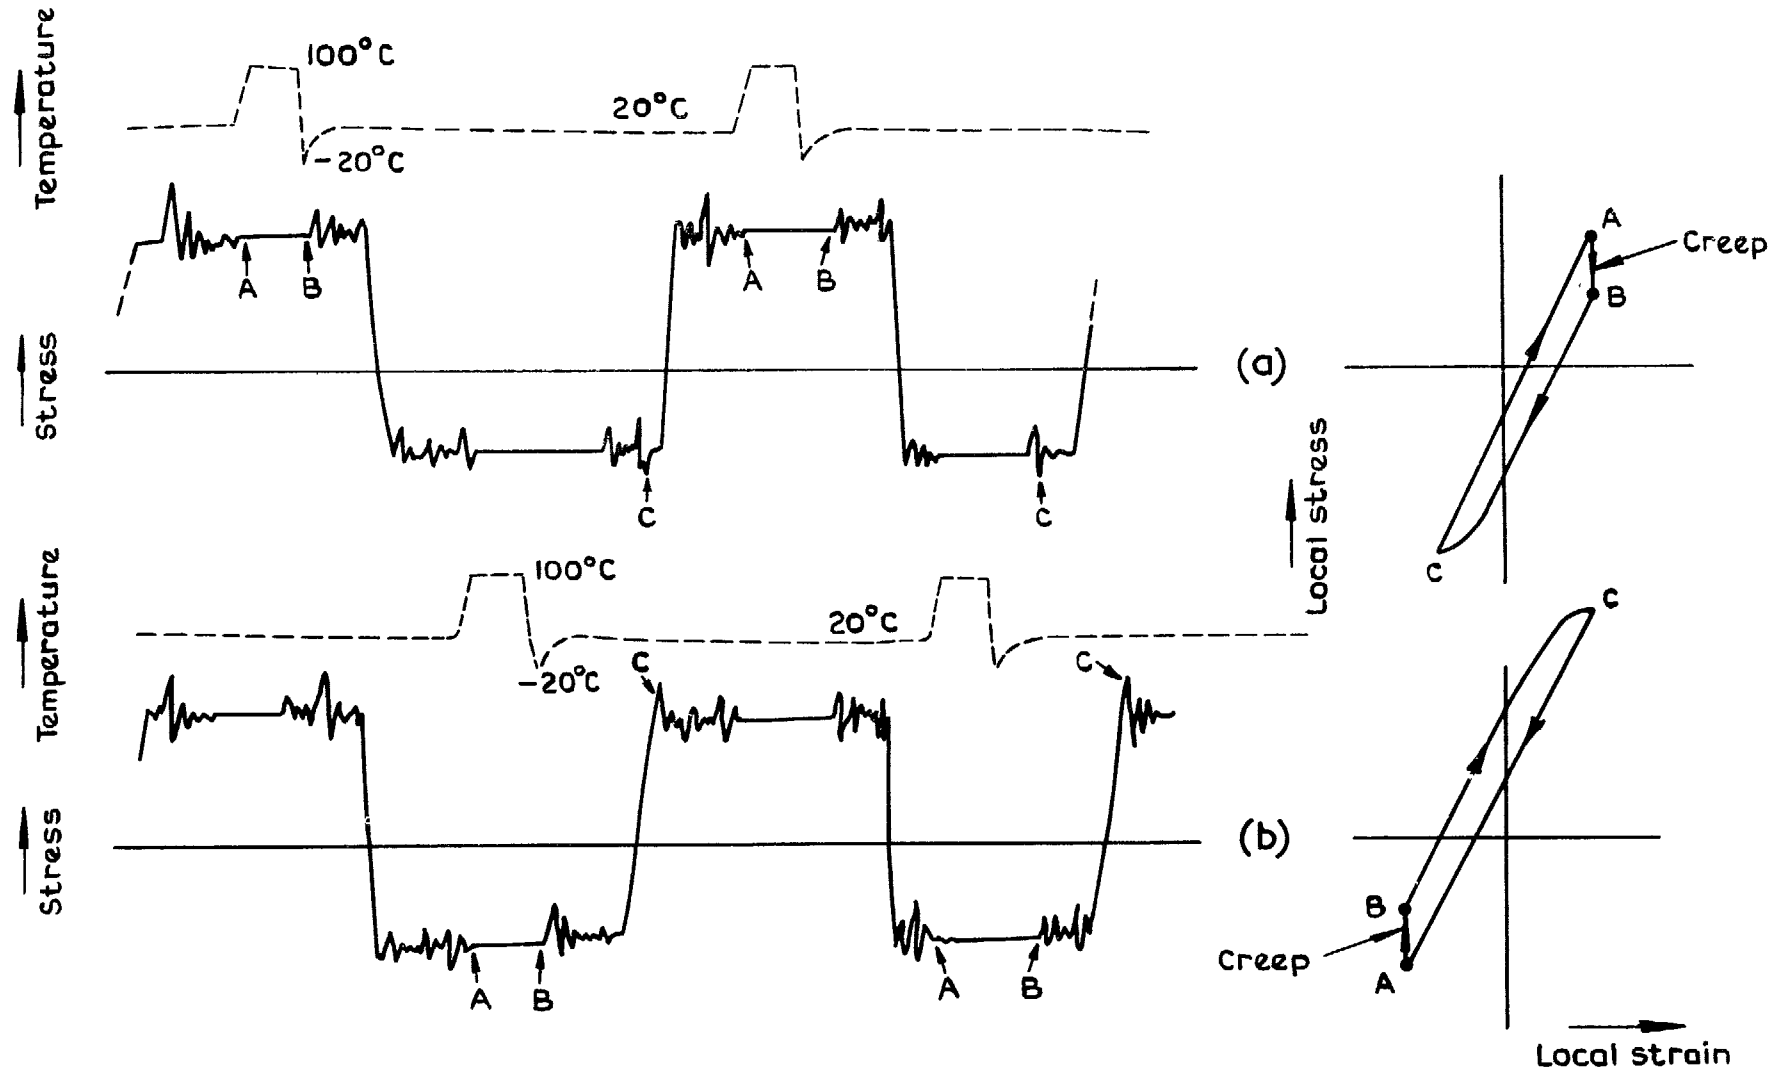 Temperature
100°C
20°C
-20°C
Stress
A
B
A
B
C
C
(a)
A
Creep
B
C
Local stress
Temperature
100°C
20°C
-20°C
C
C
Stress
A
B
A
B
(b)
C
B
Creep
A
Local strain